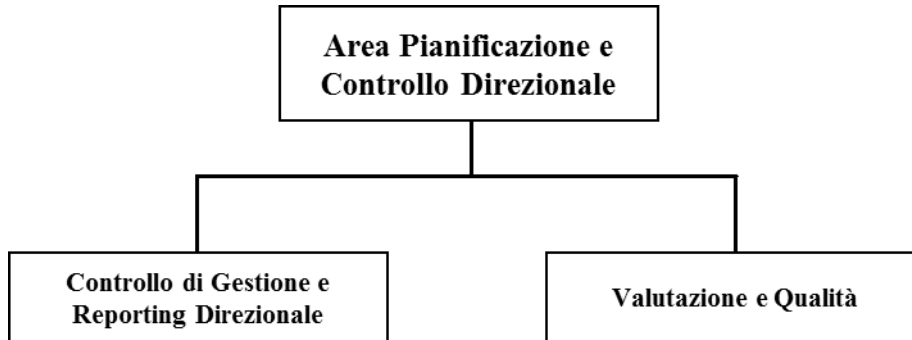 Area Pianificazione e
Controllo Direzionale
Controllo di Gestione e
Reporting Direzionale
Valutazione e Qualità